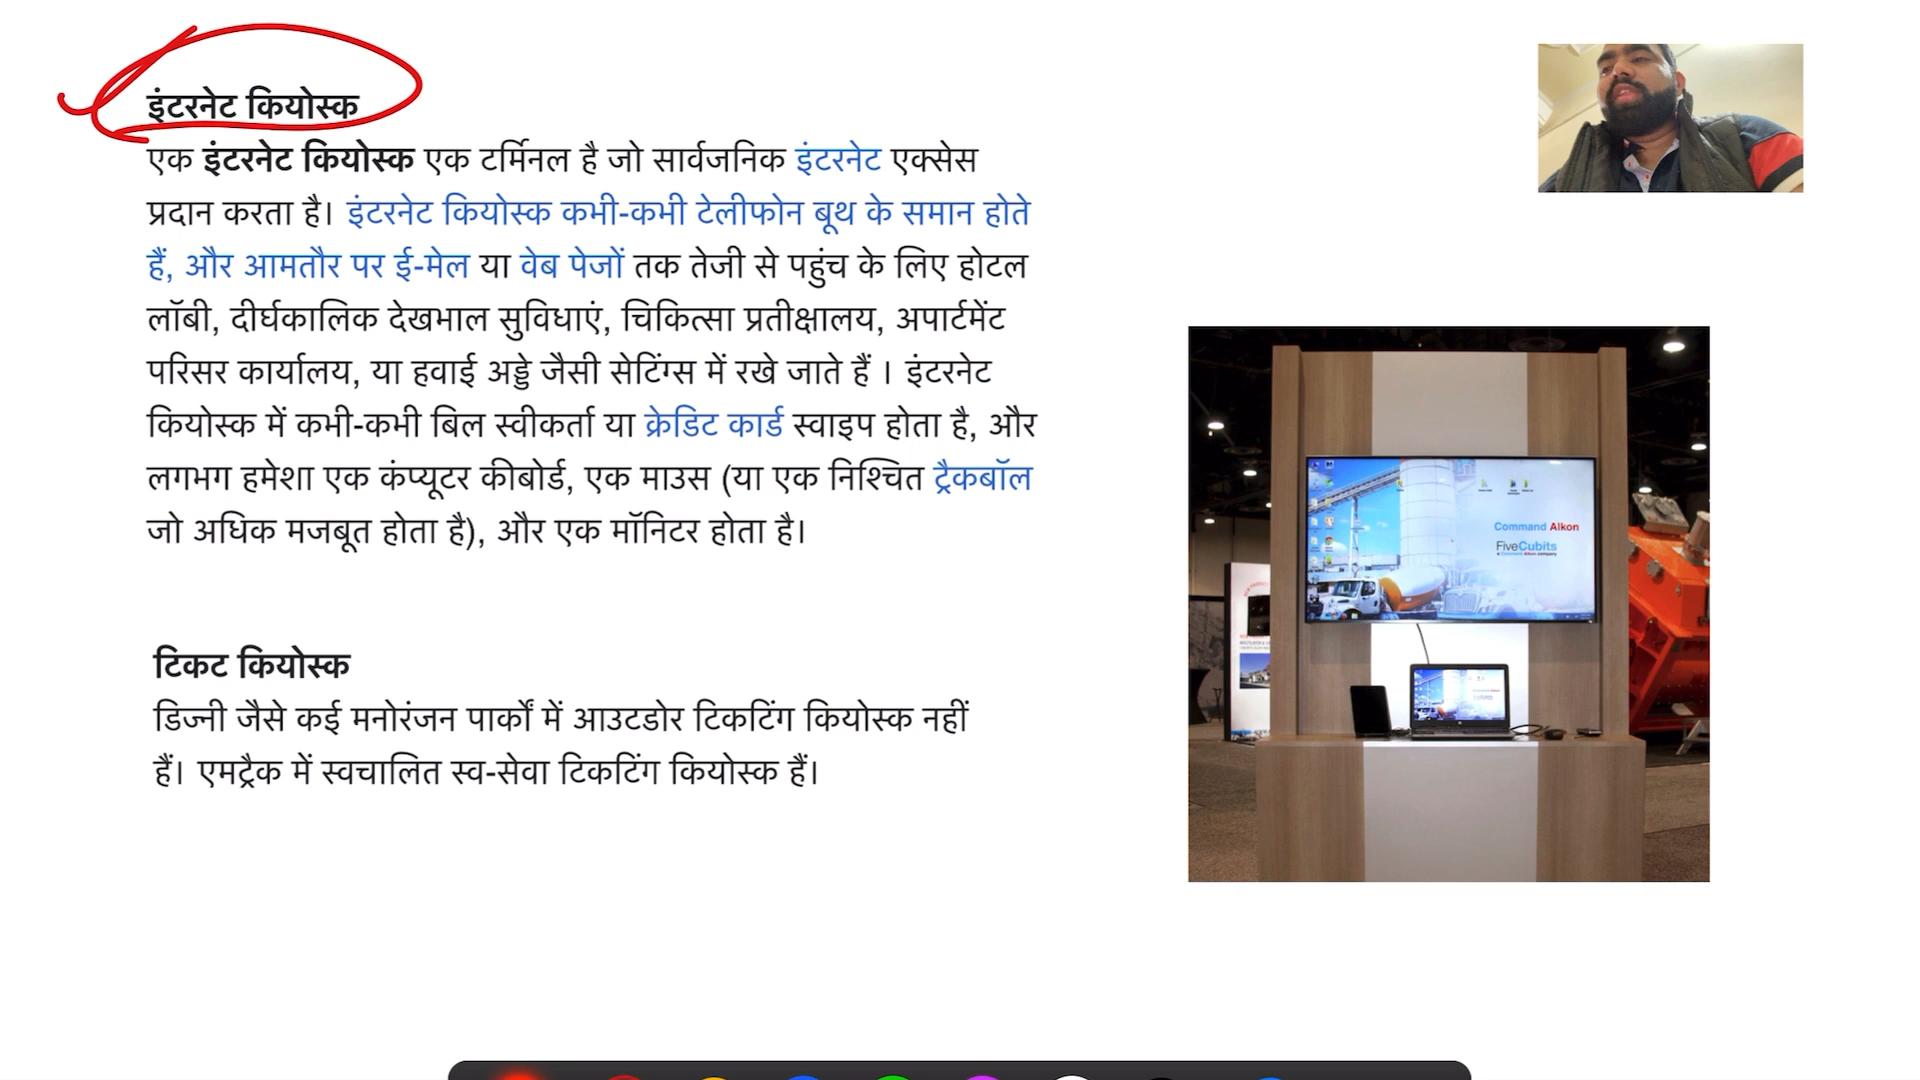 इंटरनेट कियोस्क
एक इंटरनेट कियोस्क एक टर्मिनल है जो सार्वजनिक इंटरनेट एक्सेस
प्रदान करता है। इंटरनेट कियोस्क कभी-कभी टेलीफोन बूथ के समान होते
हैं, और आमतौर पर ई-मेल या वेब पेजों तक तेजी से पहुंच के लिए होटल
लॉबी, दीर्घकालिक देखभाल सुविधाएं, चिकित्सा प्रतीक्षालय, अपार्टमेंट
परिसर कार्यालय, या हवाई अड्डे जैसी सेटिंग्स में रखे जाते हैं । इंटरनेट
कियोस्क में कभी-कभी बिल स्वीकर्ता या क्रेडिट कार्ड स्वाइप होता है, और
लगभग हमेशा एक कंप्यूटर कीबोर्ड, एक माउस (या एक निश्चित ट्रैकबॉल
जो अधिक मजबूत होता है), और एक मॉनिटर होता है।
टिकट कियोस्क
डिज्नी जैसे कई मनोरंजन पार्कों में आउटडोर टिकटिंग कियोस्क नहीं
हैं। एमट्रैक में स्वचालित स्व-सेवा टिकटिंग कियोस्क हैं।
Command Alkon
FiveCubits
a Command Alkon company